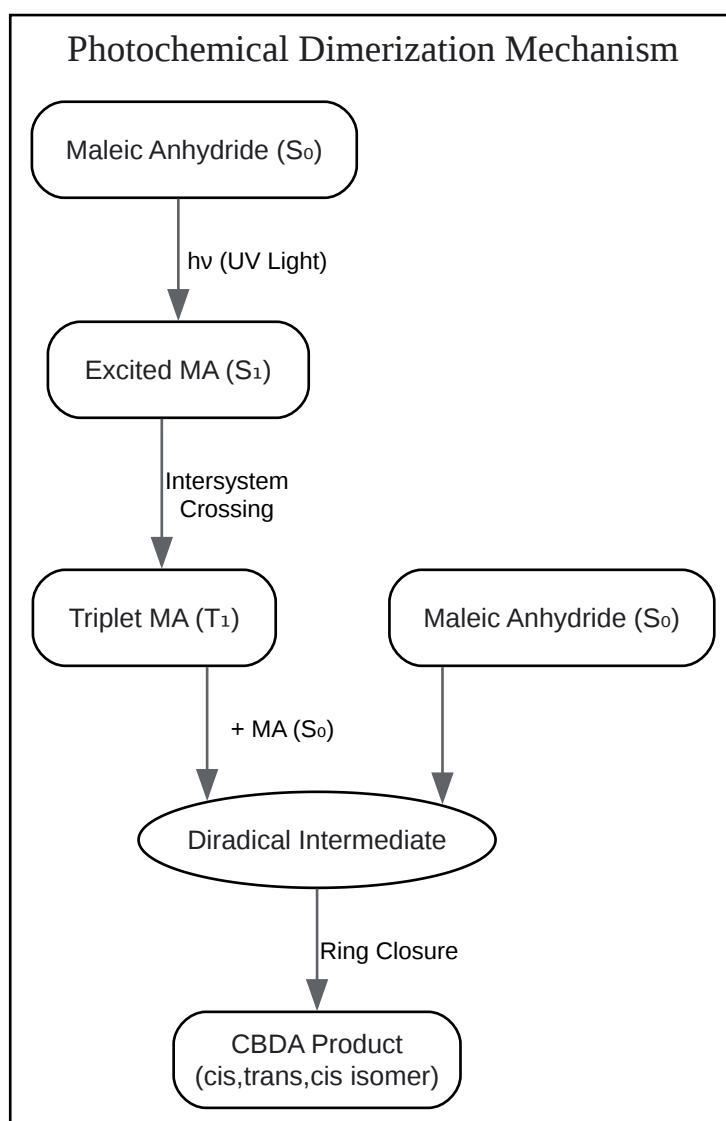 Photochemical Dimerization Mechanism
Maleic Anhydride (S₀)
hν (UV Light)
Excited MA (S₁)
Intersystem
Crossing
Triplet MA (T₁)
Maleic Anhydride (S₀)
+ MA (S₀)
Diradical Intermediate
Ring Closure
CBDA Product
(cis,trans,cis isomer)